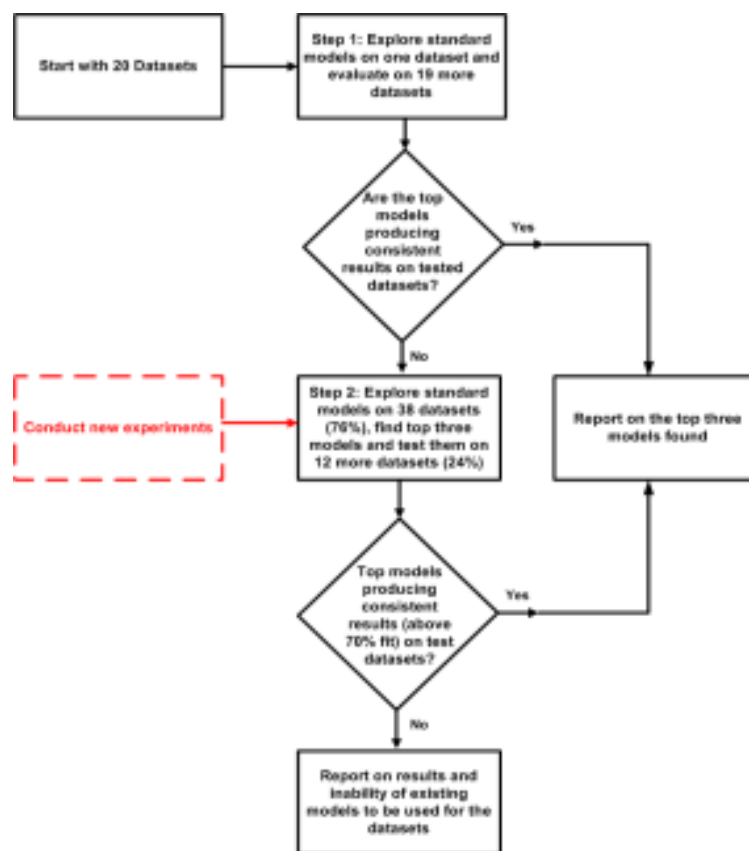 Start with 20 Datasets
Step 1: Explore standard
models on one dataset and
evaluate on 19 more
datasets
Are the top
models
producing
consistent
results on tested
datasets?
Yes
No
Conduct new experiments
Step 2: Explore standard
models on 38 datasets
(76%), find top three
models and test them on
12 more datasets (24%)
Report on the top three
models found
Top models
producing
consistent
results (above
70% fit) on test
datasets?
Yes
No
Report on results and
inability of existing
models to be used for the
datasets